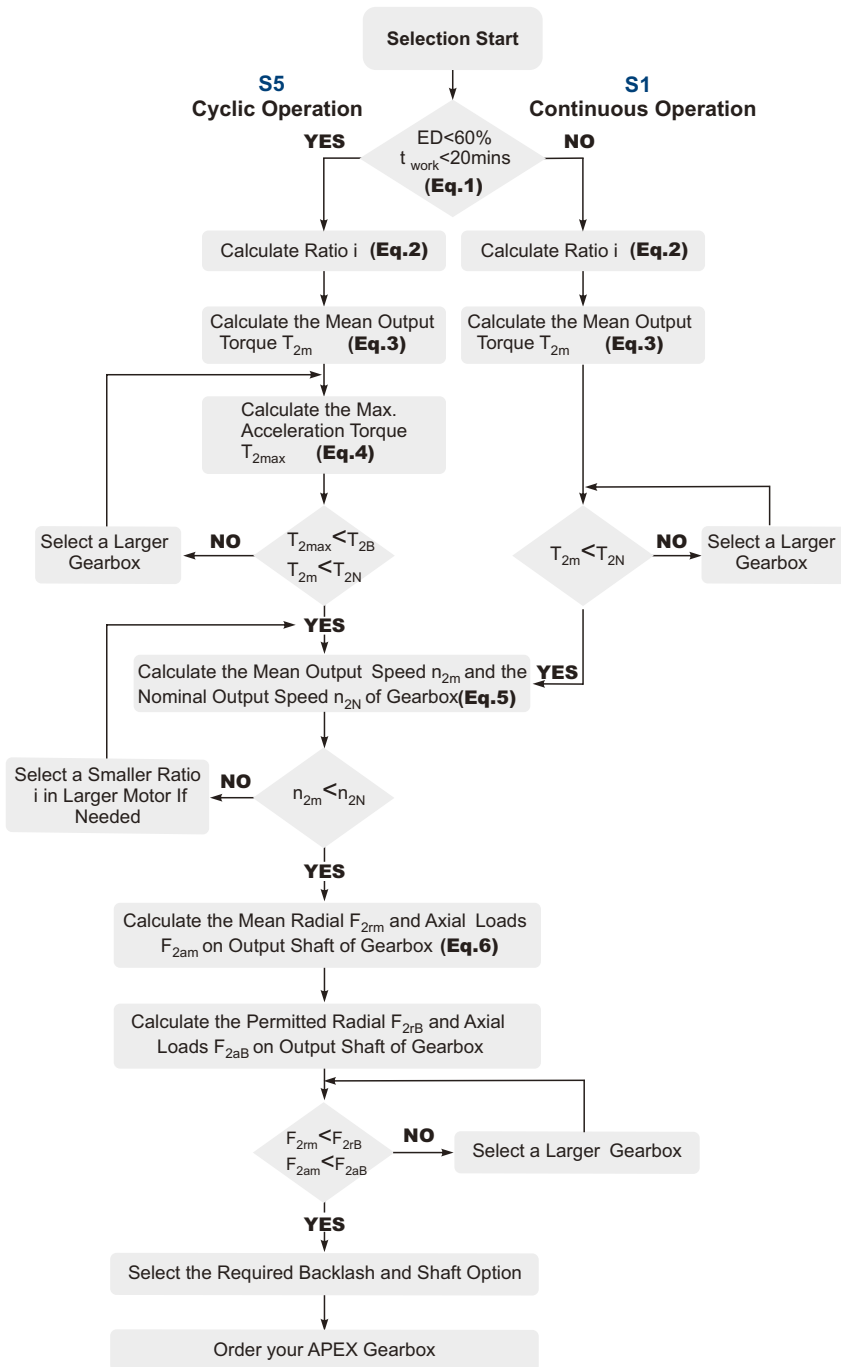 Selection Start
S5
Cyclic Operation
S1
Continuous Operation
YES
ED<60%
t work<20mins
(Eq.1)
NO
Calculate Ratio i (Eq.2)
Calculate Ratio i (Eq.2)
Calculate the Mean Output
Torque T2m (Eq.3)
Calculate the Mean Output
Torque T2m (Eq.3)
Calculate the Max.
Acceleration Torque
T2max (Eq.4)
Select a Larger
Gearbox
NO
T2max<T2B
T2m<T2N
T2m<T2N
NO
Select a Larger
Gearbox
YES
Calculate the Mean Output Speed n2m and the
Nominal Output Speed n2N of Gearbox(Eq.5)
YES
Select a Smaller Ratio
i in Larger Motor If
Needed
NO
n2m<n2N
YES
Calculate the Mean Radial F2rm and Axial Loads
F2am on Output Shaft of Gearbox (Eq.6)
Calculate the Permitted Radial F2rB and Axial
Loads F2aB on Output Shaft of Gearbox
F2rm<F2rB
F2am<F2aB
NO
Select a Larger Gearbox
YES
Select the Required Backlash and Shaft Option
Order your APEX Gearbox